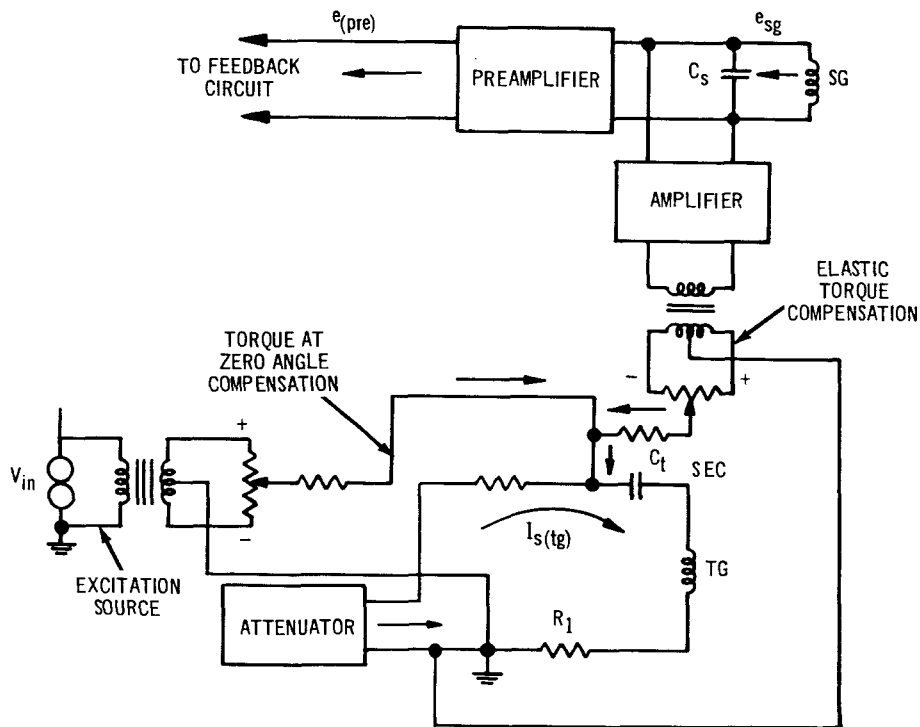 e(pre)
e_sg
TO FEEDBACK
CIRCUIT
PREAMPLIFIER
C_s
SG
AMPLIFIER
ELASTIC
TORQUE
COMPENSATION
TORQUE AT
ZERO ANGLE
COMPENSATION
- +
+
V_in
C_t
SEC
-
I_s(tg)
TG
EXCITATION
SOURCE
ATTENUATOR
R_1